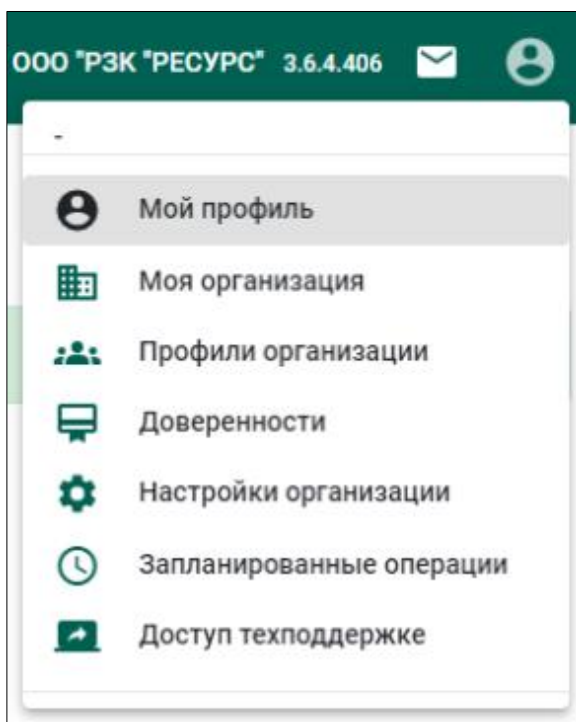 ООО "РЗК "РЕСУРС" 3.6.4.406
-
Мой профиль
Моя организация
Профили организации
Доверенности
Настройки организации
Запланированные операции
Доступ техподдержке